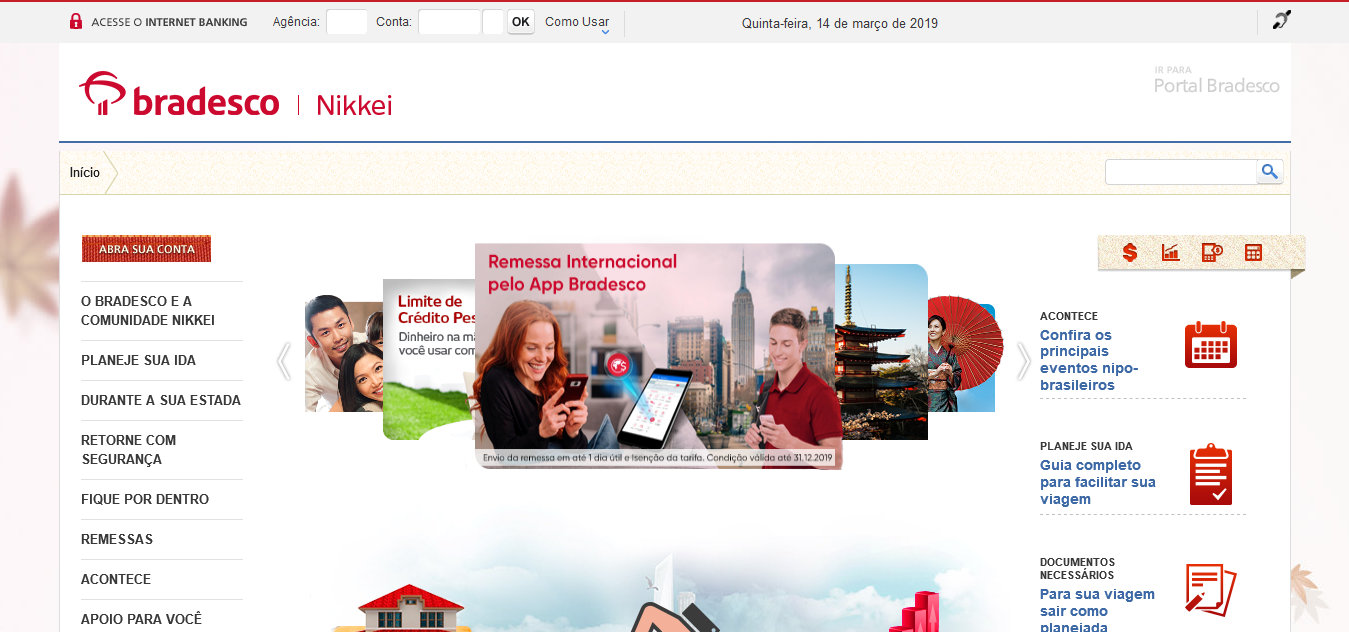 ACESSE O INTERNET BANKING Agência: Conta: OK Como Usar Quinta-feira, 14 de março de 2019
bradesco Nikkei
IR PARA
Portal Bradesco
Início
ABRA SUA CONTA
O BRADESCO E A
COMUNIDADE NIKKEI
PLANEJE SUA IDA
DURANTE A SUA ESTADA
RETORNE COM
SEGURANÇA
FIQUE POR DENTRO
REMESSAS
ACONTECE
APOIO PARA VOCÊ
Limite de
Crédito
Dinheiro na
você usar
Remessa Internacional
pelo App Bradesco
Envio da remessa em até 1 dia útil e Isenção da tarifa. Condição válida até 31.12.2019
ACONTECE
Confira os
principais
eventos nipo-
brasileiros
PLANEJE SUA IDA
Guia completo
para facilitar sua
viagem
DOCUMENTOS
NECESSÁRIOS
Para sua viagem
sair como
planejada